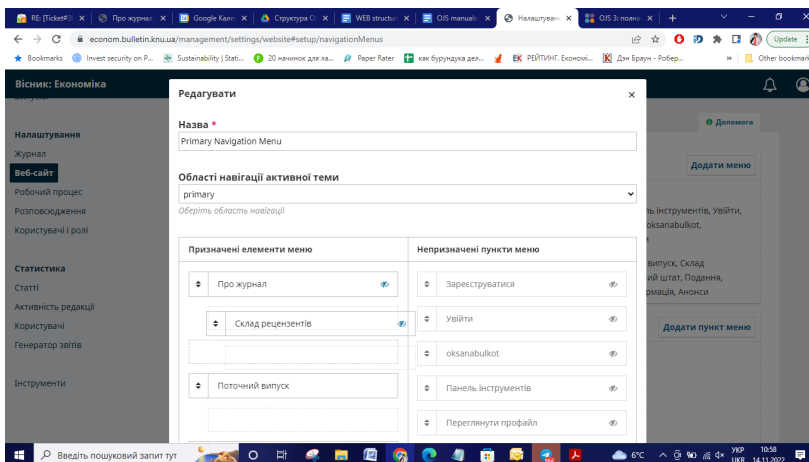 RE: [Ticket#3
Про журнал
Google Кале
Структура О
WEB structur
OJS manuals
Налаштуван
OJS 3: полне
econom.bulletin.knu.ua/management/settings/website#setup/navigationMenus
Update
Bookmarks
Invest security on P...
Sustainability | Stati...
20 начинок для ла...
Paper Rater
как бурундука дел...
РЕЙТИНГ. Економі...
Дэн Браун - Робер...
Other bookmark
Вісник: Економіка
Налаштування
Журнал
Веб-сайт
Робочий процес
Розповсюдження
Користувачі і ролі
Статистика
Статті
Активність редакції
Користувачі
Генератор звітів
Інструменти
Редагувати
Назва *
Primary Navigation Menu
Області навігації активної теми
primary
Оберіть область навігації
Призначені елементи меню
Непризначені пункти меню
Про журнал
Склад рецензентів
Поточний випуск
Зареєструватися
Увійти
oksanabulkot
Панель інструментів
Переглянути профайл
Допомога
Додати меню
ь інструментів, Увійти,
oksanabulkot,
випуск, Склад
ий штат, Подання,
рмація, Анонси
Додати пункт меню
Введіть пошуковий запит тут
6°C
УКР
UKR
10:58
14.11.2022